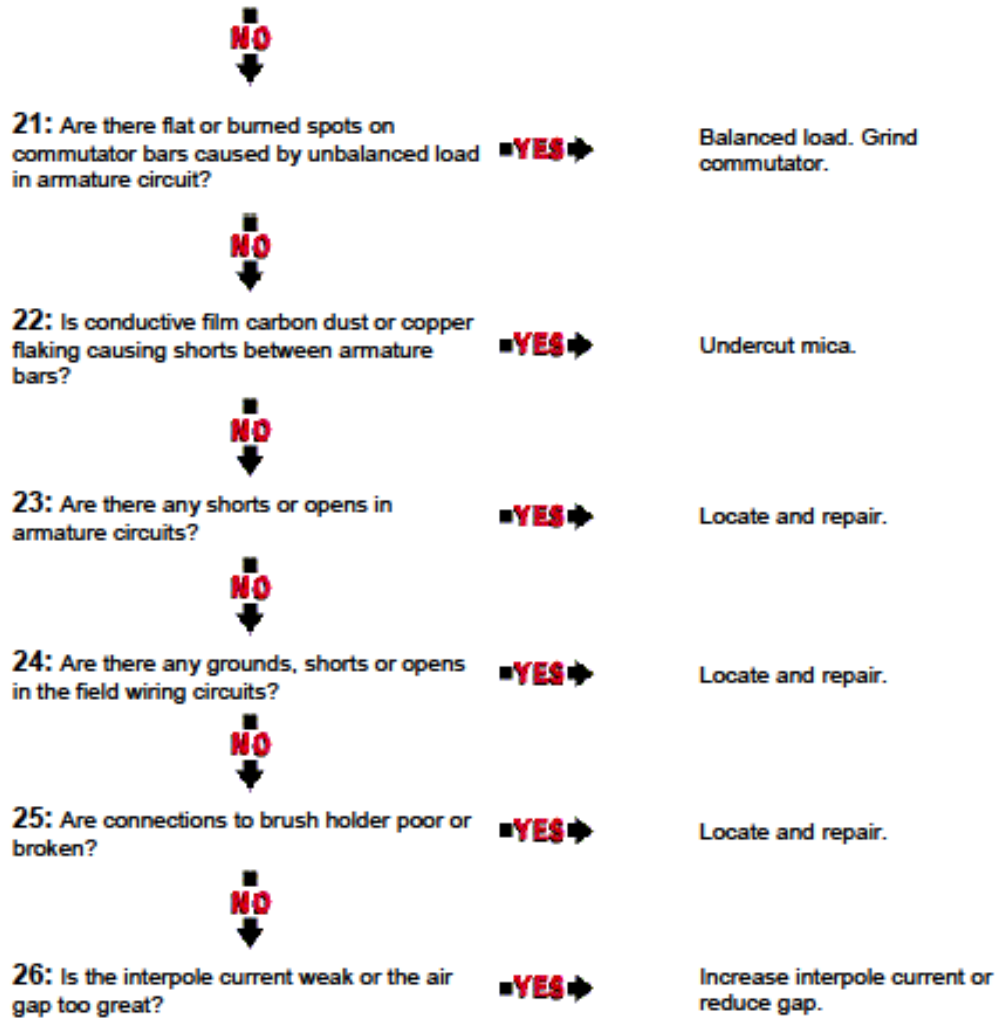 NO
21: Are there flat or burned spots on
commutator bars caused by unbalanced load
in armature circuit?
YES
Balanced load. Grind
commutator.
NO
22: Is conductive film carbon dust or copper
flaking causing shorts between armature
bars?
YES
Undercut mica.
NO
23: Are there any shorts or opens in
armature circuits?
YES
Locate and repair.
NO
24: Are there any grounds, shorts or opens
in the field wiring circuits?
YES
Locate and repair.
NO
25: Are connections to brush holder poor or
broken?
YES
Locate and repair.
NO
26: Is the interpole current weak or the air
gap too great?
YES
Increase interpole current or
reduce gap.